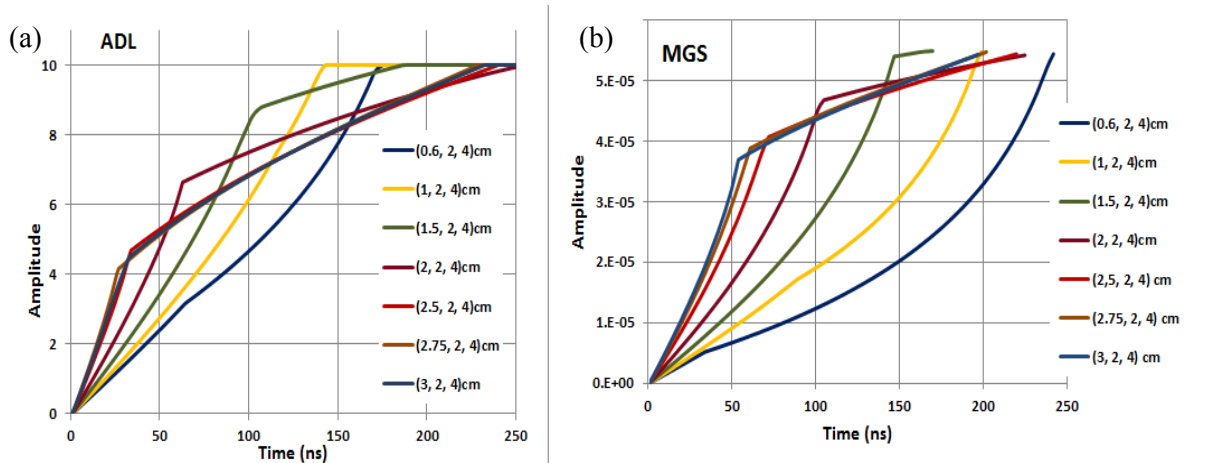 (a)
ADL
Amplitude
10
8
6
4
2
0
0
50
100
150
200
250
Time (ns)
(0.6, 2, 4)cm
(1, 2, 4)cm
(1.5, 2, 4)cm
(2, 2, 4)cm
(2.5, 2, 4)cm
(2.75, 2, 4)cm
(3, 2, 4)cm
(b)
MGS
Amplitude
5.E-05
4.E-05
3.E-05
2.E-05
1.E-05
0.E+00
0
50
100
150
200
250
Time (ns)
(0.6, 2, 4)cm
(1, 2, 4)cm
(1.5, 2, 4)cm
(2, 2, 4)cm
(2,5, 2, 4) cm
(2.75, 2, 4) cm
(3, 2, 4) cm